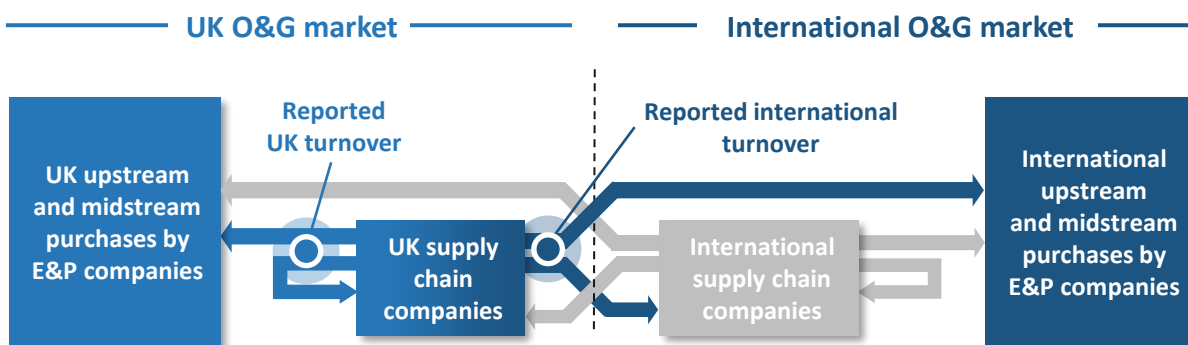 UK O&G market
International O&G market
Reported
UK turnover
Reported international
turnover
UK upstream
and midstream
purchases by
E&P companies
UK supply
chain
companies
International
supply chain
companies
International
upstream
and midstream
purchases by
E&P companies